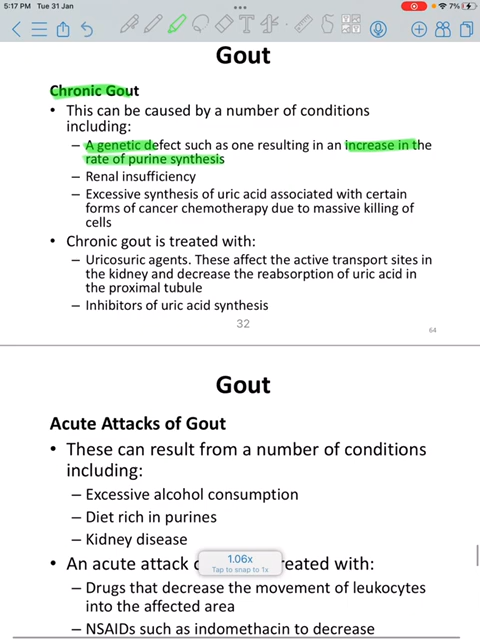 5:17 PM Tue 31 Jan
7%
Gout
Chronic Gout
• This can be caused by a number of conditions
including:
– A genetic defect such as one resulting in an increase in the
rate of purine synthesis
– Renal insufficiency
– Excessive synthesis of uric acid associated with certain
forms of cancer chemotherapy due to massive killing of
cells
• Chronic gout is treated with:
– Uricosuric agents. These affect the active transport sites in
the kidney and decrease the reabsorption of uric acid in
the proximal tubule
– Inhibitors of uric acid synthesis
32
64
Gout
Acute Attacks of Gout
• These can result from a number of conditions
including:
– Excessive alcohol consumption
– Diet rich in purines
– Kidney disease
1.06x
Tap to snap to 1x
• An acute attack treated with:
– Drugs that decrease the movement of leukocytes
into the affected area
– NSAIDs such as indomethacin to decrease